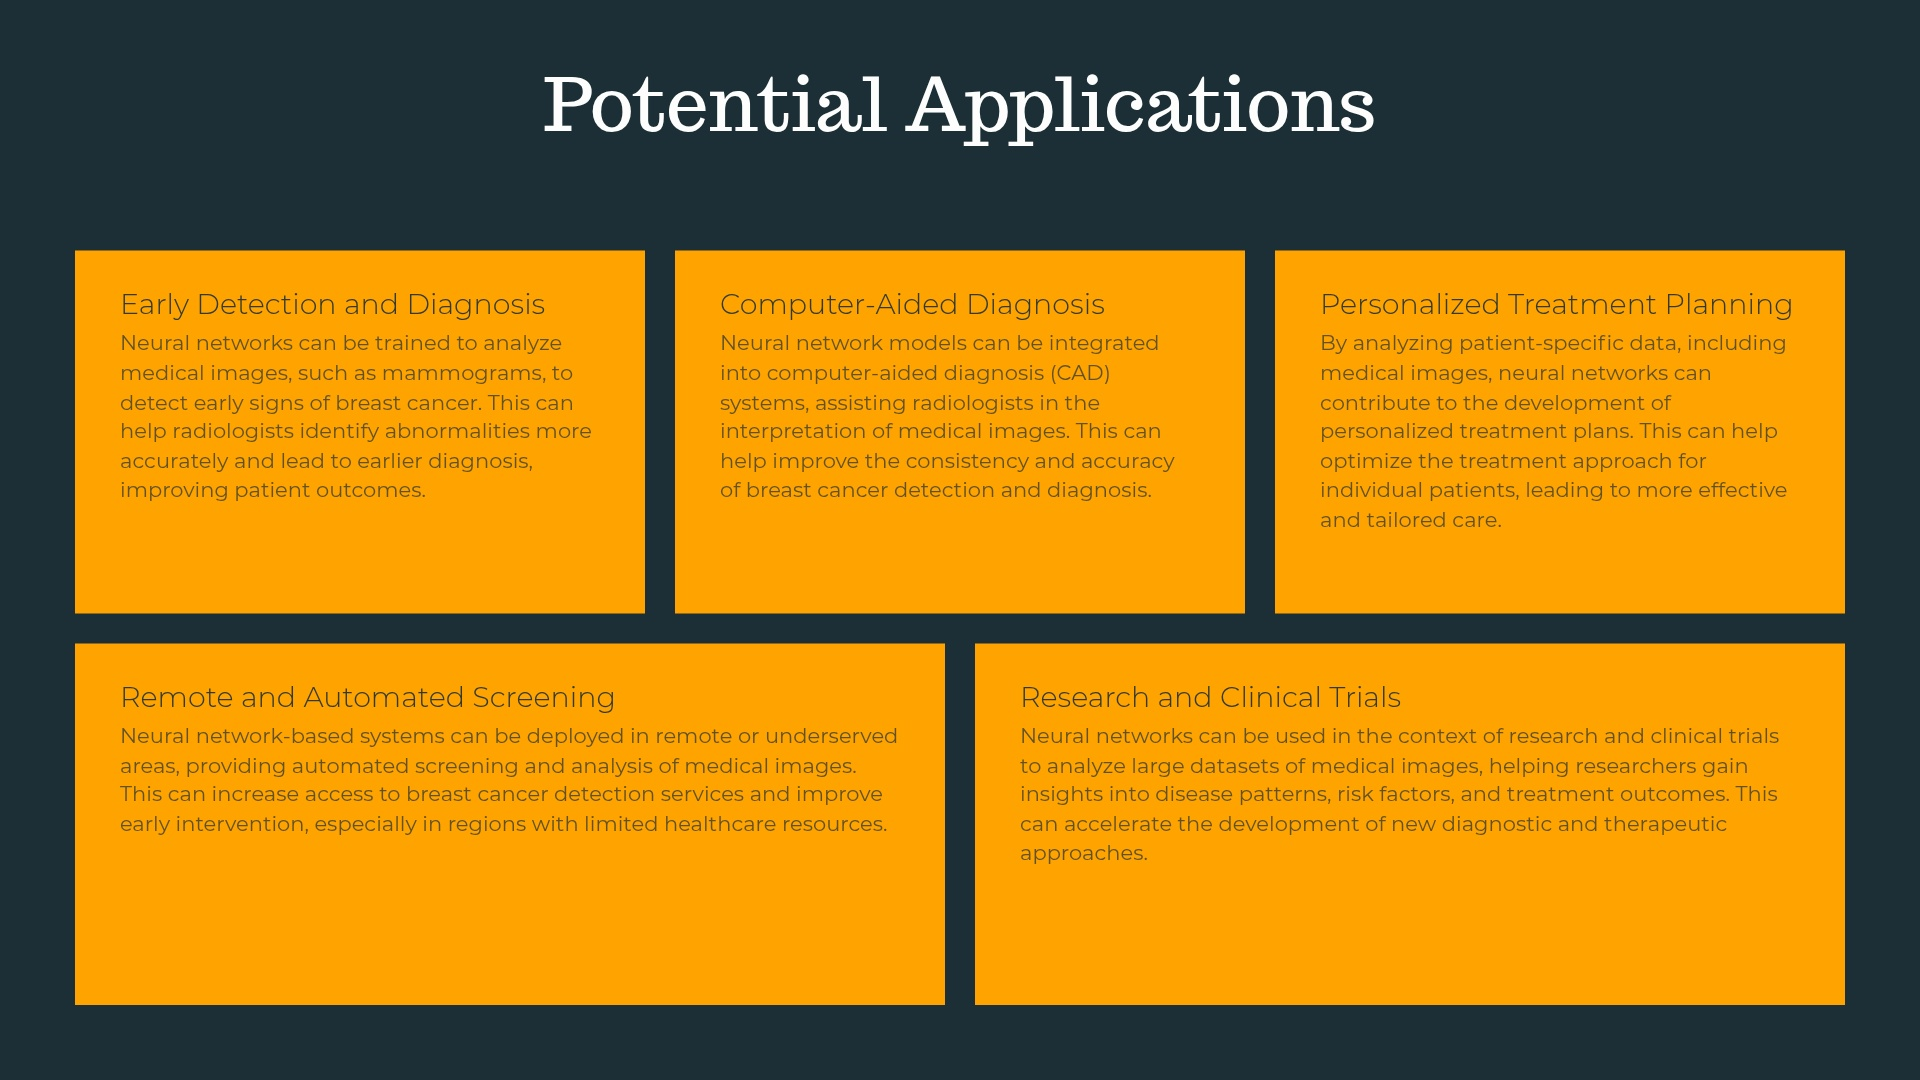 Potential Applications
Early Detection and Diagnosis
Neural networks can be trained to analyze
medical images, such as mammograms, to
detect early signs of breast cancer. This can
help radiologists identify abnormalities more
accurately and lead to earlier diagnosis,
improving patient outcomes.
Computer-Aided Diagnosis
Neural network models can be integrated
into computer-aided diagnosis (CAD)
systems, assisting radiologists in the
interpretation of medical images. This can
help improve the consistency and accuracy
of breast cancer detection and diagnosis.
Personalized Treatment Planning
By analyzing patient-specific data, including
medical images, neural networks can
contribute to the development of
personalized treatment plans. This can help
optimize the treatment approach for
individual patients, leading to more effective
and tailored care.
Remote and Automated Screening
Neural network-based systems can be deployed in remote or underserved
areas, providing automated screening and analysis of medical images.
This can increase access to breast cancer detection services and improve
early intervention, especially in regions with limited healthcare resources.
Research and Clinical Trials
Neural networks can be used in the context of research and clinical trials
to analyze large datasets of medical images, helping researchers gain
insights into disease patterns, risk factors, and treatment outcomes. This
can accelerate the development of new diagnostic and therapeutic
approaches.